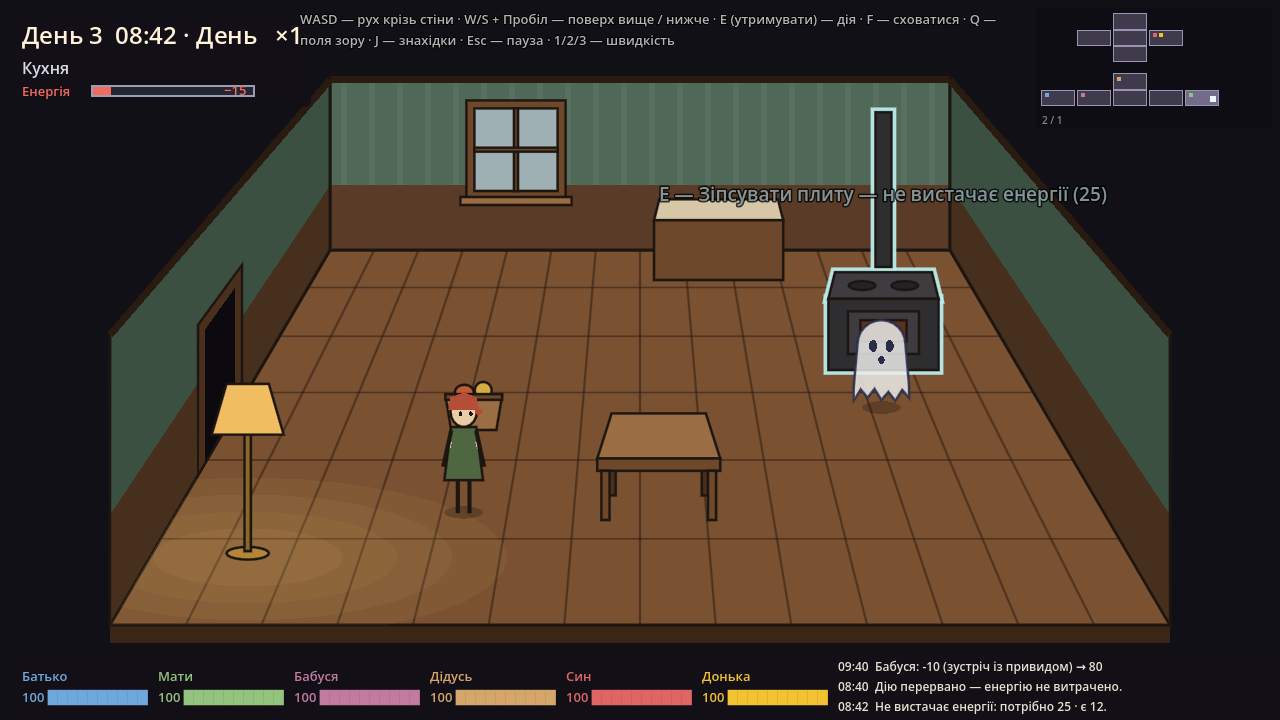 День 3  08:42 · День  ×1
WASD — рух крізь стіни · W/S + Пробіл — поверх вище / нижче · E (утримувати) — дія · F — сховатися · Q —
поля зору · J — знахідки · Esc — пауза · 1/2/3 — швидкість
Кухня
Енергія −15
2 / 1
E — Зіпсувати плиту — не вистачає енергії (25)
Батько Мати Бабуся Дідусь Син Донька
100 100 100 100 100 100
09:40 Бабуся: -10 (зустріч із привидом) → 80
08:40 Дію перервано — енергію не витрачено.
08:42 Не вистачає енергії: потрібно 25 · є 12.